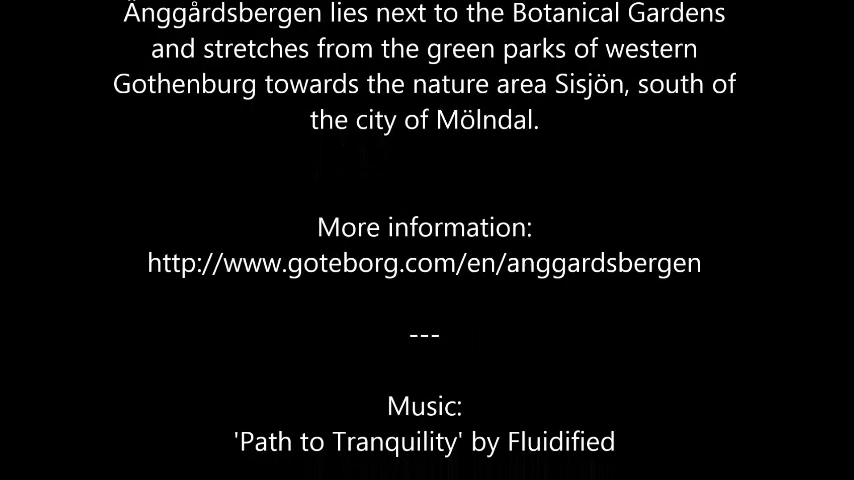 Änggårdsbergen lies next to the Botanical Gardens
and stretches from the green parks of western
Gothenburg towards the nature area Sisjön, south of
the city of Mölndal.
More information:
http://www.goteborg.com/en/anggardsbergen
---
Music:
'Path to Tranquility' by Fluidified